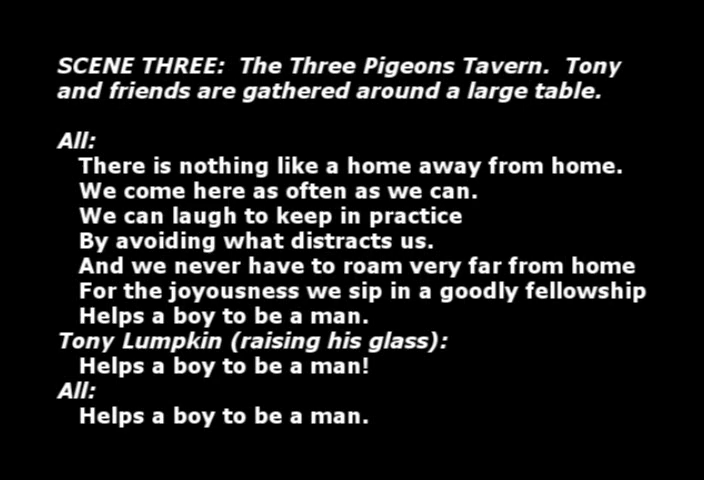 SCENE THREE:  The Three Pigeons Tavern.  Tony
and friends are gathered around a large table.
All:
There is nothing like a home away from home.
We come here as often as we can.
We can laugh to keep in practice
By avoiding what distracts us.
And we never have to roam very far from home
For the joyousness we sip in a goodly fellowship
Helps a boy to be a man.
Tony Lumpkin (raising his glass):
Helps a boy to be a man!
All:
Helps a boy to be a man.